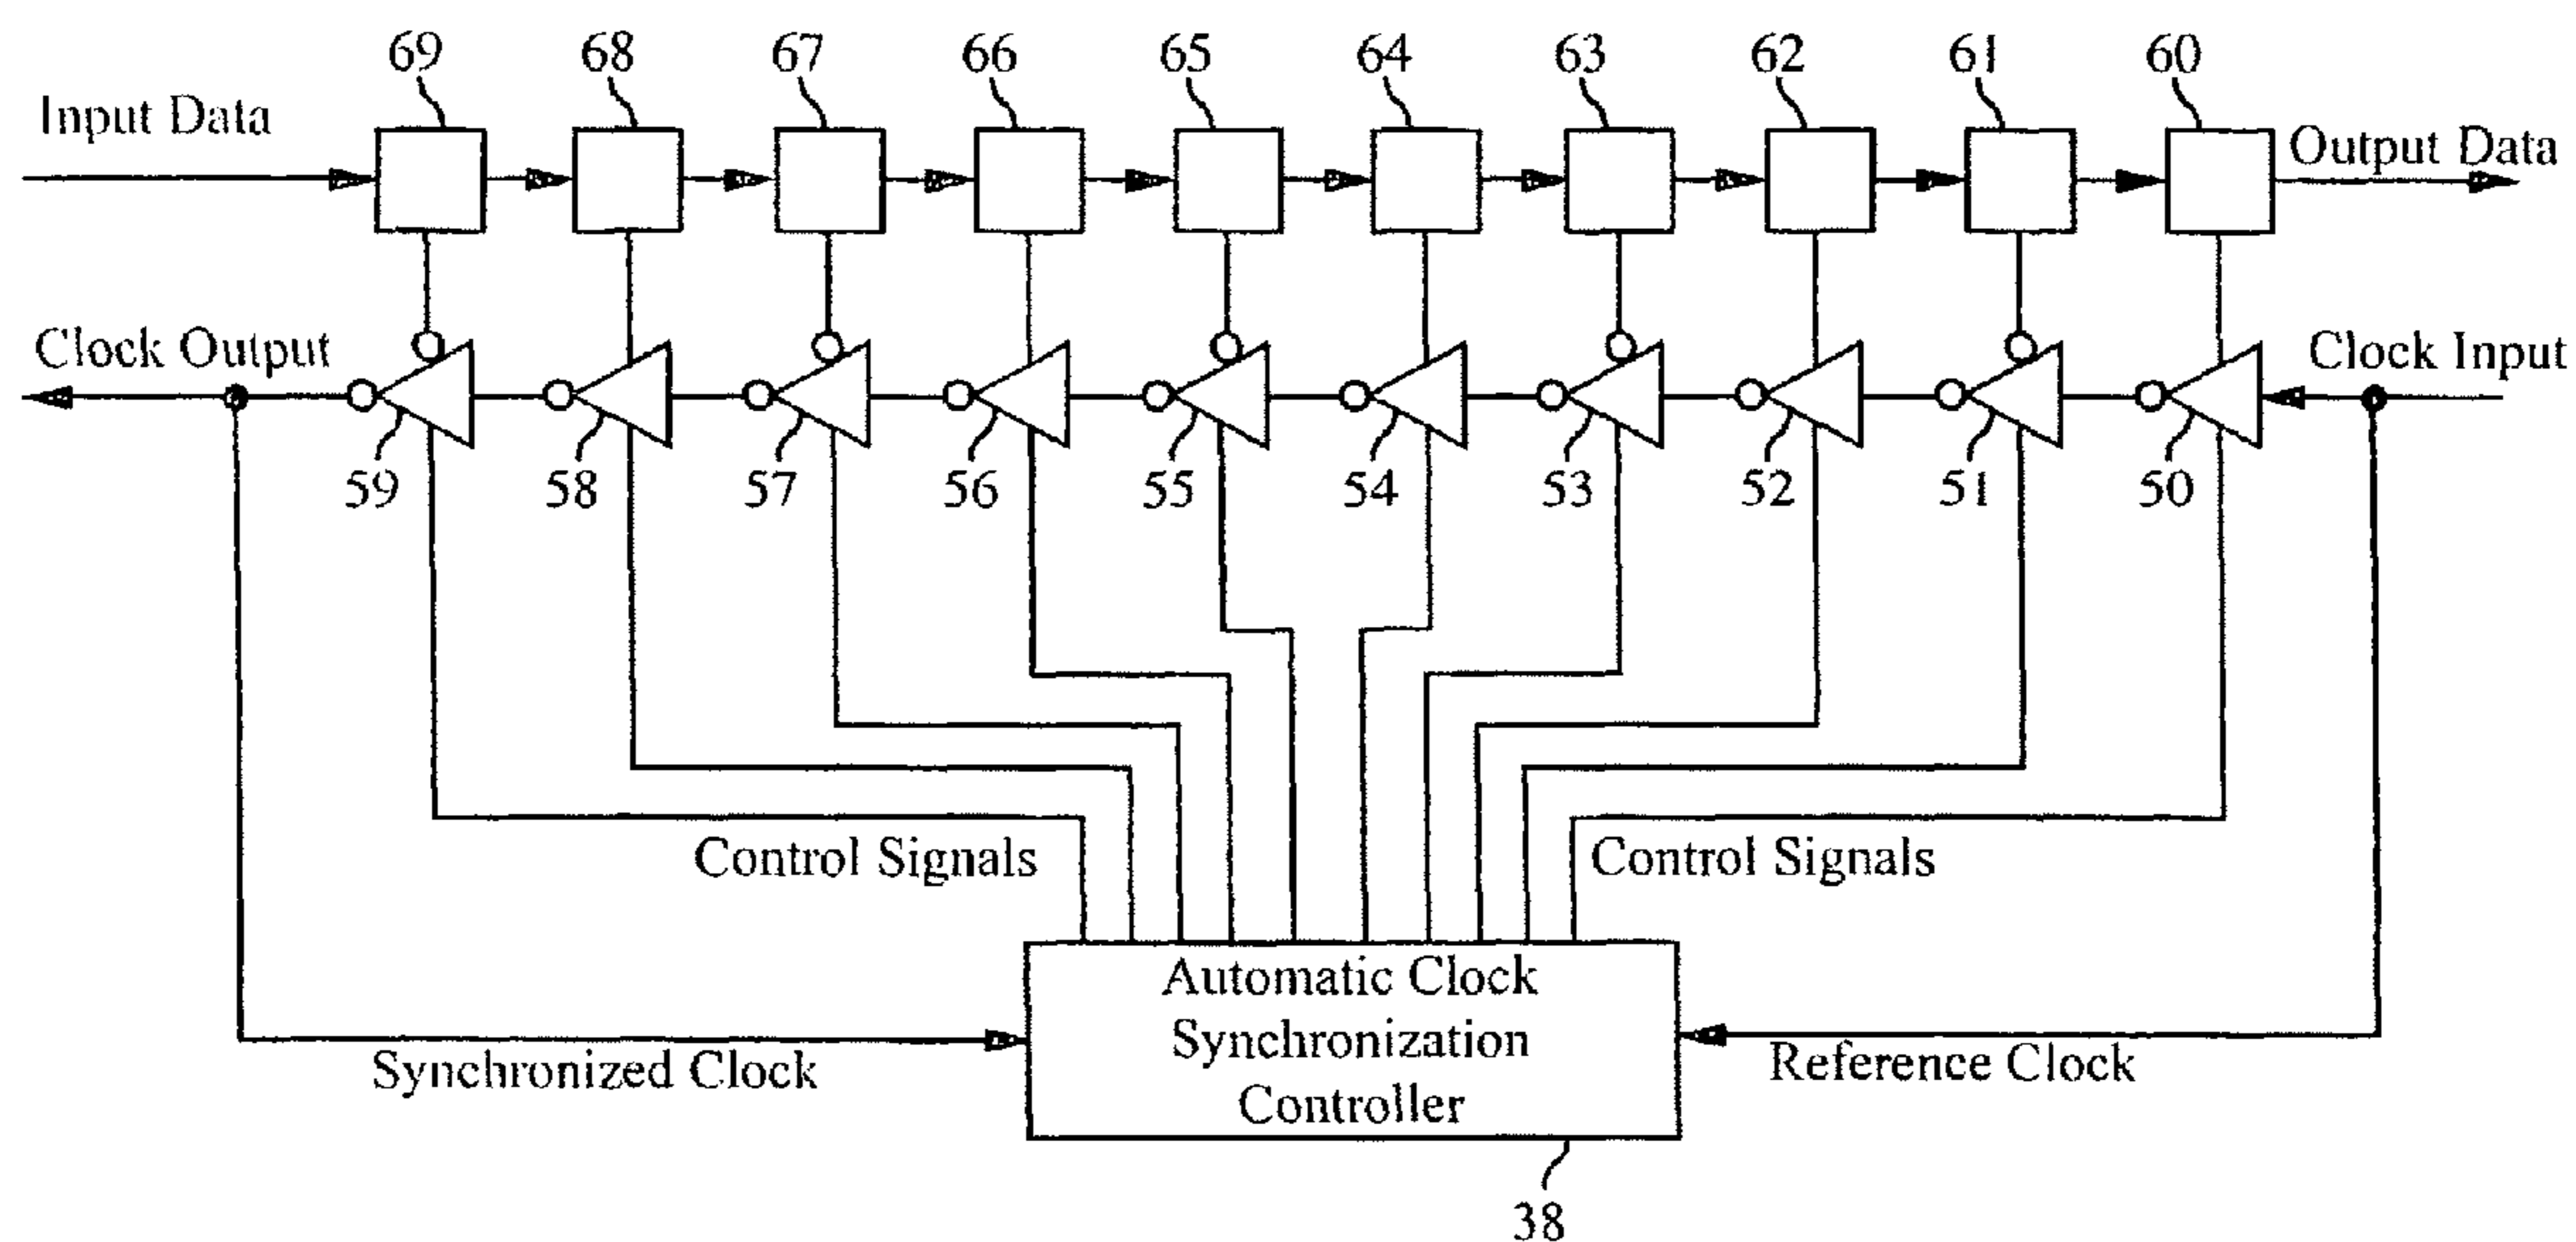 69 68 67 66 65 64 63 62 61 60
Input Data
Output Data
Clock Output
Clock Input
59 58 57 56 55 54 53 52 51 50
Control Signals
Control Signals
Automatic Clock
Synchronization
Controller
Synchronized Clock
Reference Clock
38